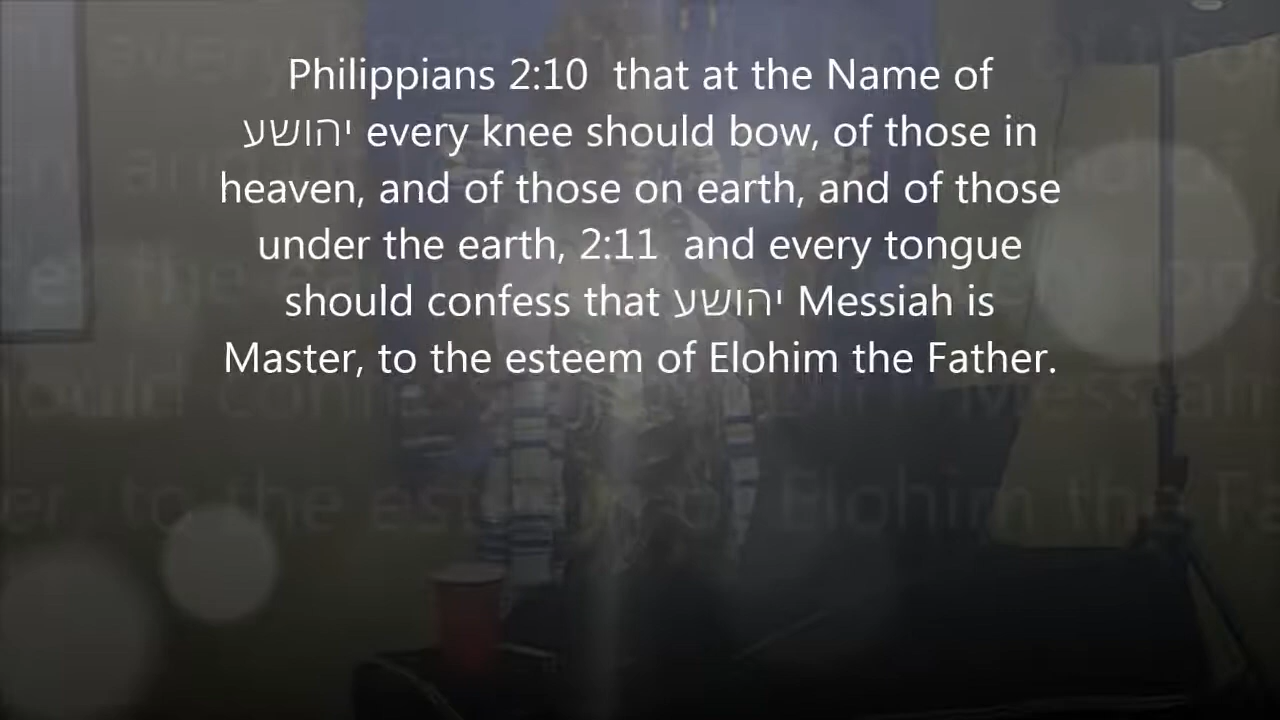 Philippians 2:10  that at the Name of
יהושע every knee should bow, of those in
heaven, and of those on earth, and of those
under the earth, 2:11  and every tongue
should confess that יהושע Messiah is
Master, to the esteem of Elohim the Father.